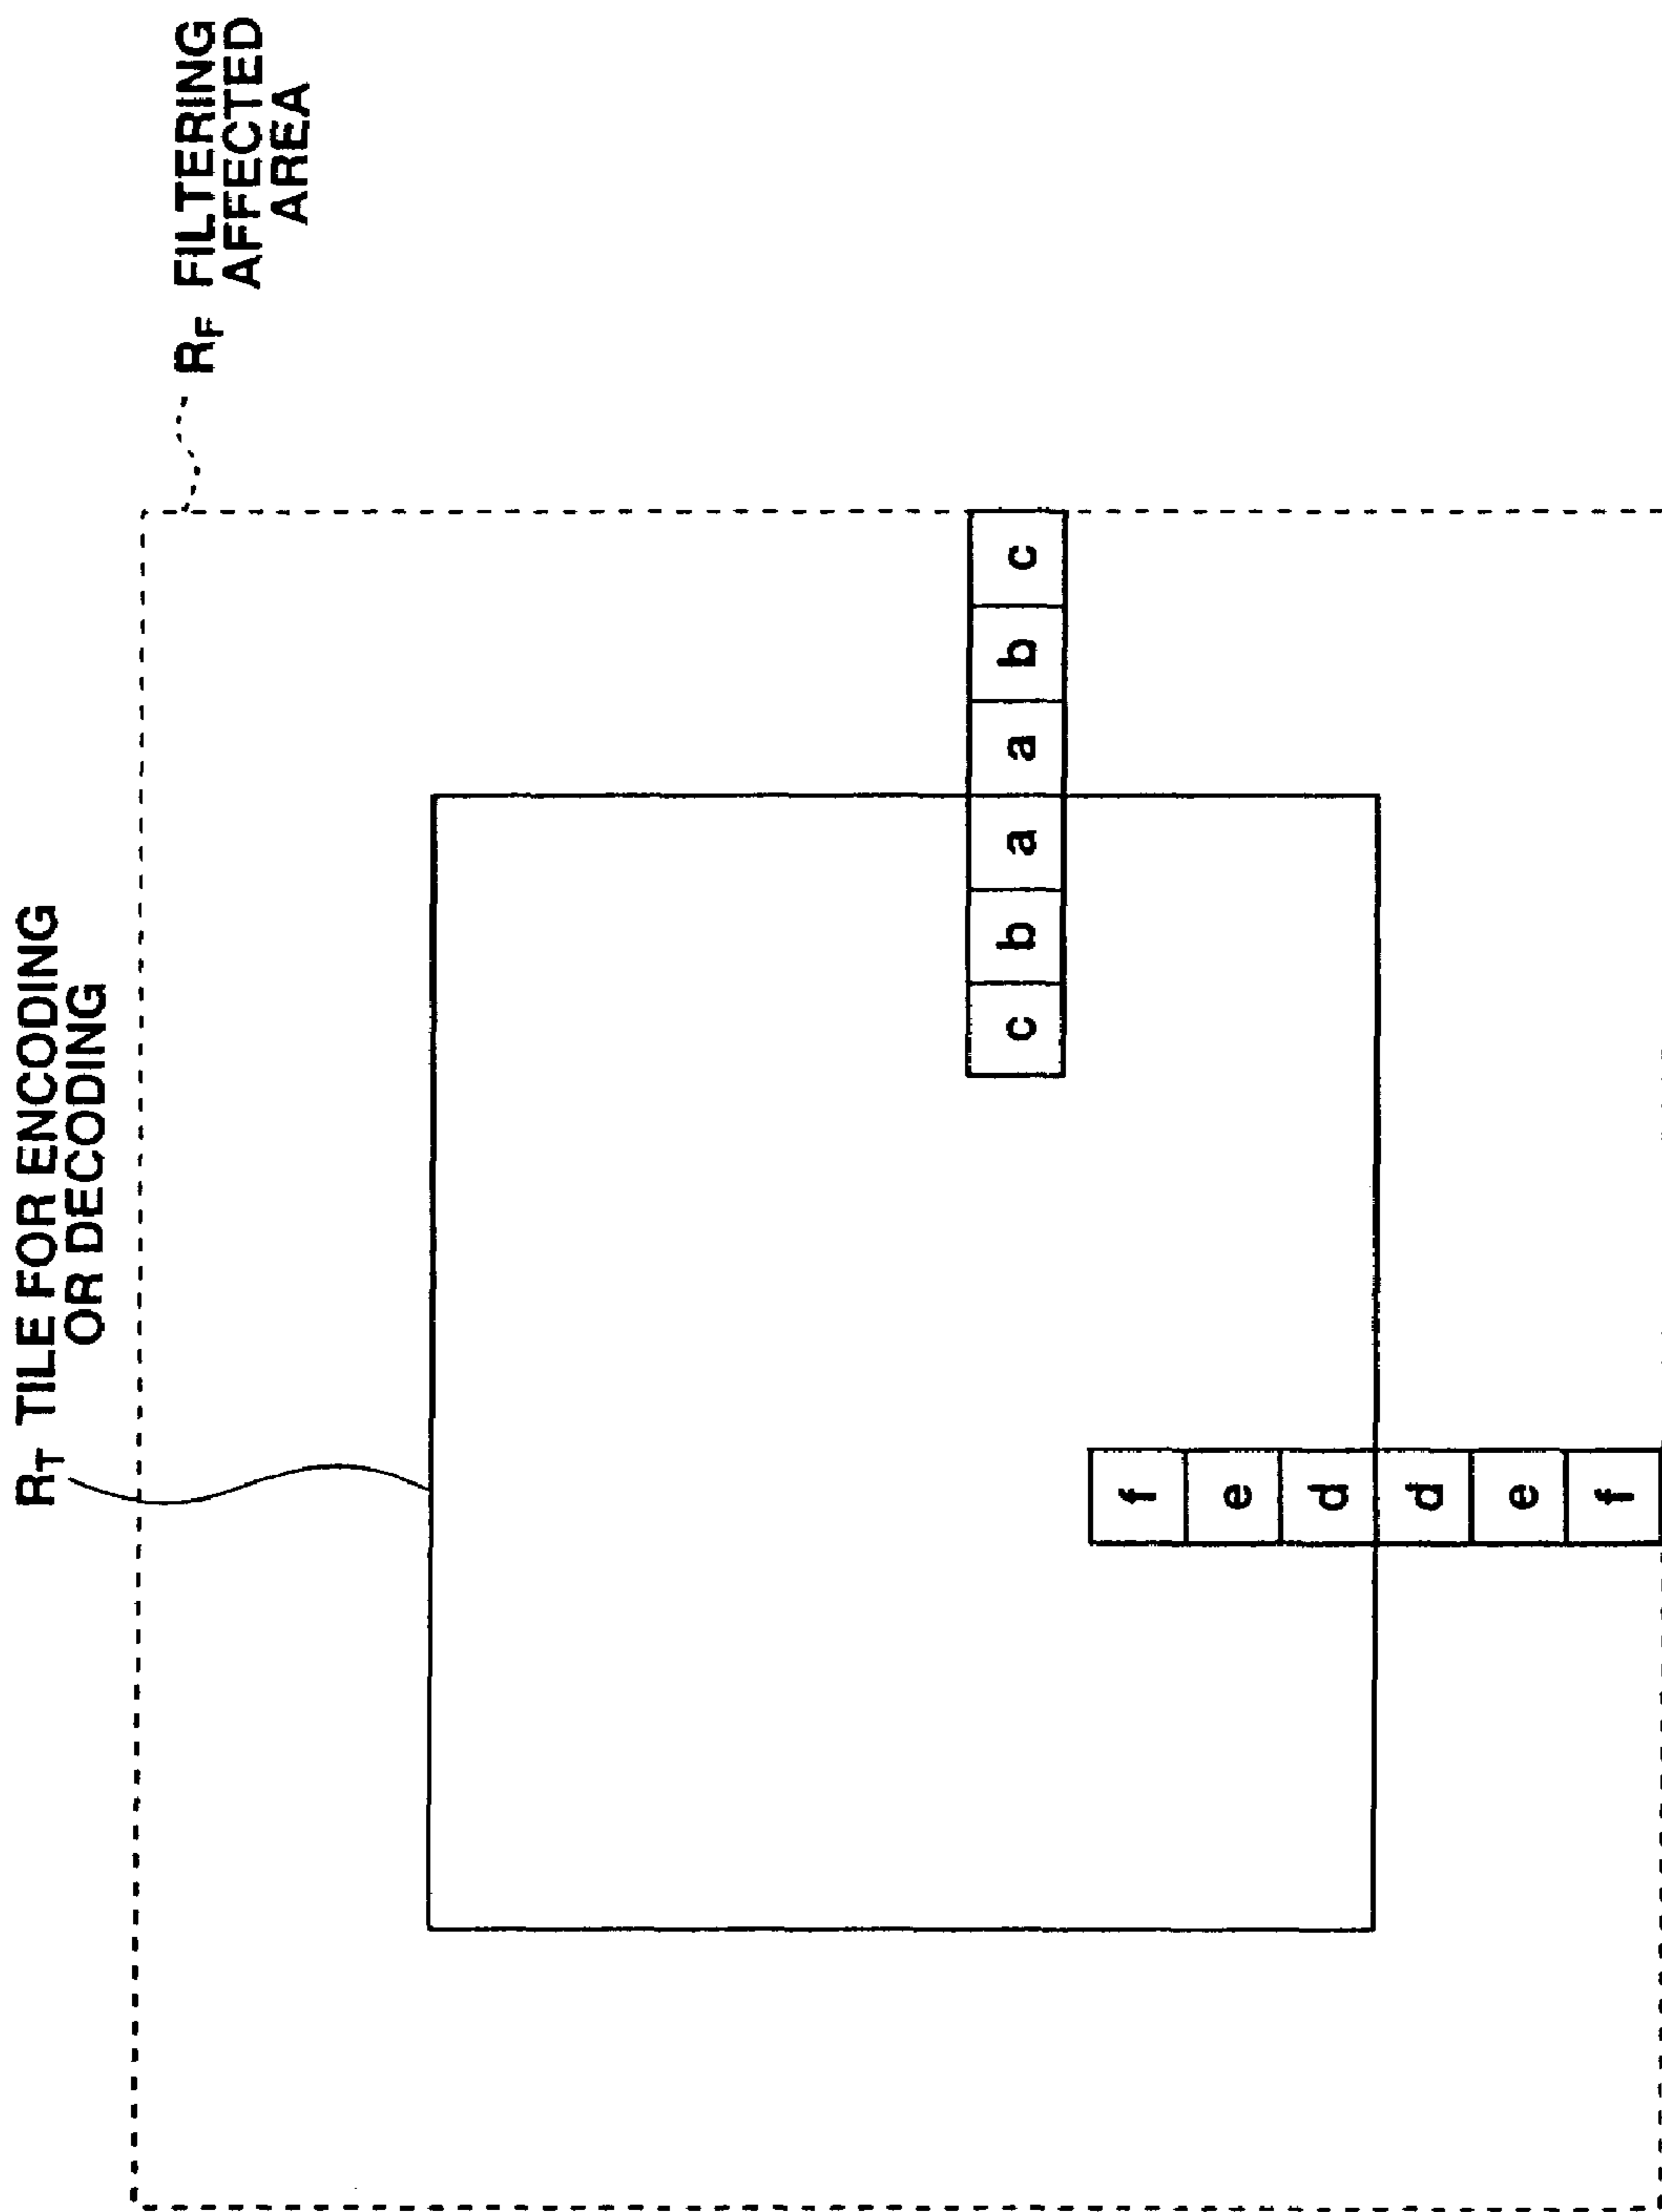 RT TILE FOR ENCODING
OR DECODING
RF FILTERING
AFFECTED
AREA
c b a a b c
f
e
d
d
e
f